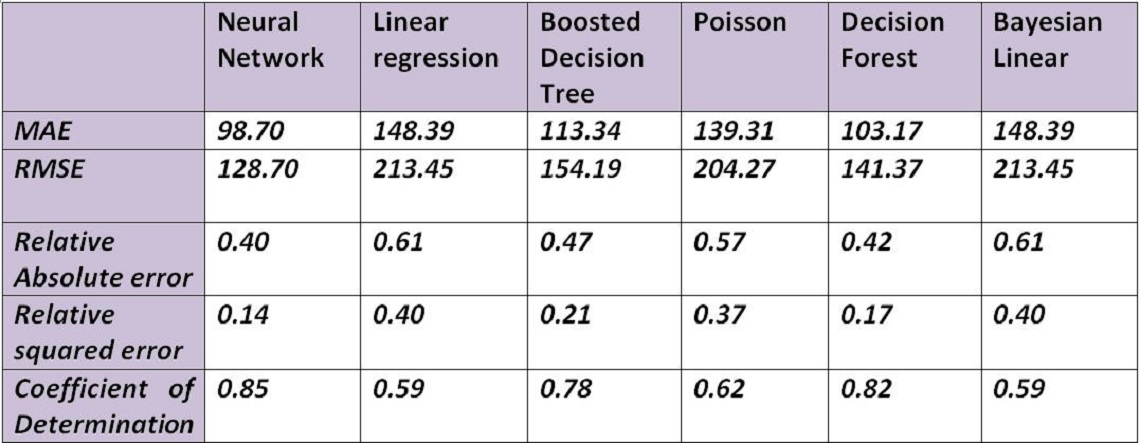 Neural Network Linear regression Boosted Decision Tree Poisson Decision Forest Bayesian Linear
MAE 98.70 148.39 113.34 139.31 103.17 148.39
RMSE 128.70 213.45 154.19 204.27 141.37 213.45
Relative Absolute error 0.40 0.61 0.47 0.57 0.42 0.61
Relative squared error 0.14 0.40 0.21 0.37 0.17 0.40
Coefficient of Determination 0.85 0.59 0.78 0.62 0.82 0.59